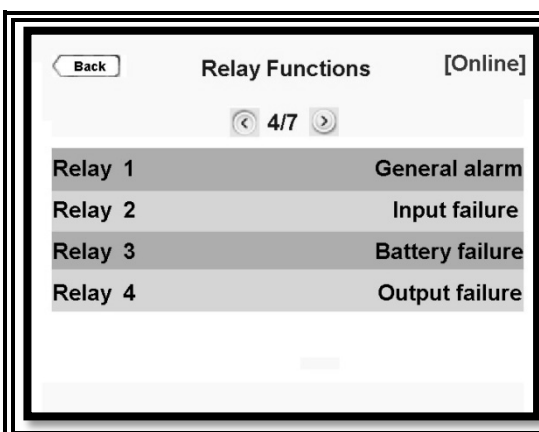 Back Relay Functions [Online]
4/7
Relay 1 General alarm
Relay 2 Input failure
Relay 3 Battery failure
Relay 4 Output failure